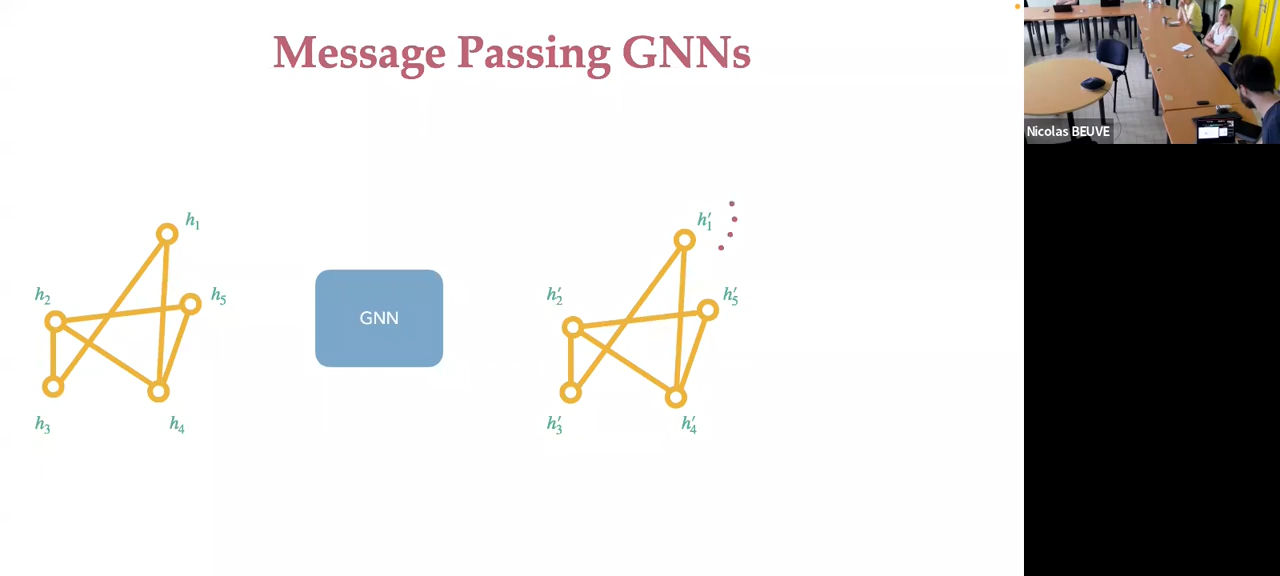 Message Passing GNNs
Nicolas BEUVE
h1
h'1
h2
h5
h'2
h'5
GNN
h3
h4
h'3
h'4